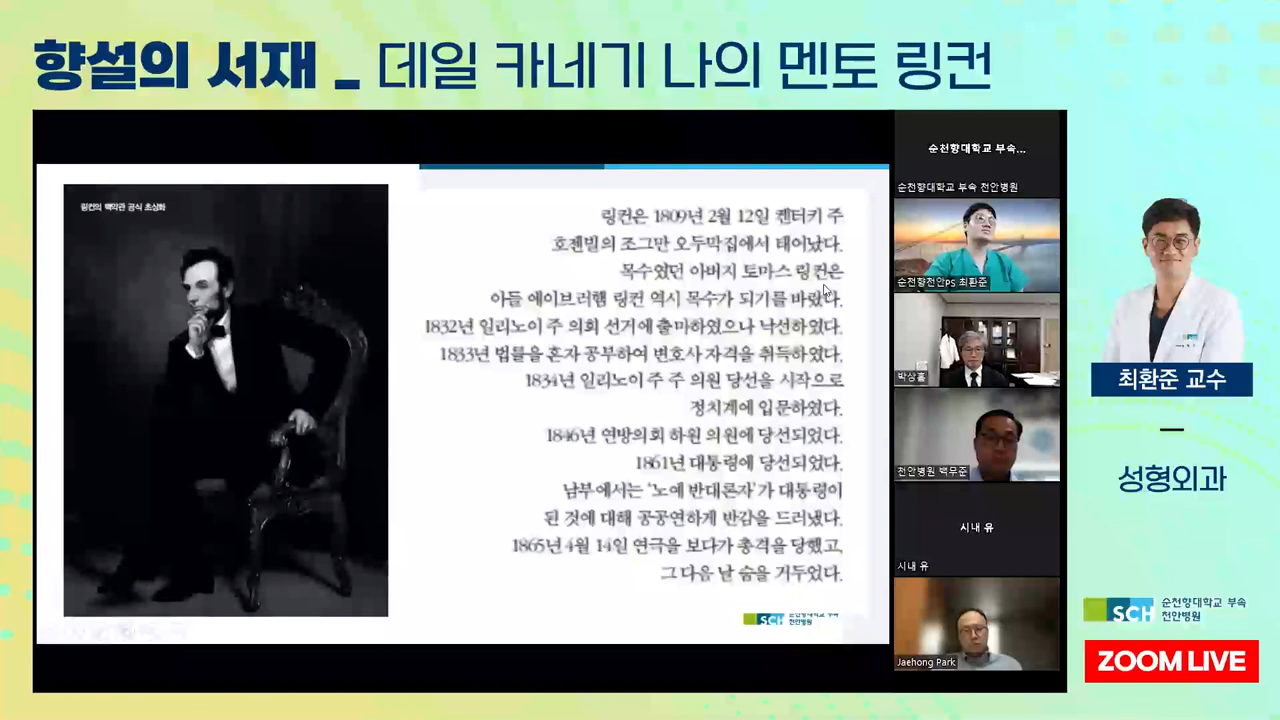 향설의 서재 _ 데일 카네기 나의 멘토 링컨
링컨의 백악관 공식 초상화
링컨은 1809년 2월 12일 켄터키 주
호젠빌의 조그만 오두막집에서 태어났다.
목수였던 아버지 토마스 링컨은
아들 에이브러햄 링컨 역시 목수가 되기를 바랐다.
1832년 일리노이 주 의회 선거에 출마하였으나 낙선하였다.
1833년 법률을 혼자 공부하여 변호사 자격을 취득하였다.
1834년 일리노이 주 주 의원 당선을 시작으로
정치계에 입문하였다.
1846년 연방의회 하원 의원에 당선되었다.
1861년 대통령에 당선되었다.
남부에서는 '노예 반대론자'가 대통령이
된 것에 대해 공공연하게 반감을 드러냈다.
1865년 4월 14일 연극을 보다가 총격을 당했고,
그 다음 날 숨을 거두었다.
SCH 순천향대학교 부속
천안병원
순천향대학교 부속...
순천향대학교 부속 천안병원
순천향천안PS 최환준
박상흠
천안병원 백무준
시내 유
시내 유
Jaehong Park
최환준 교수
성형외과
SCH 순천향대학교 부속
천안병원
ZOOM LIVE